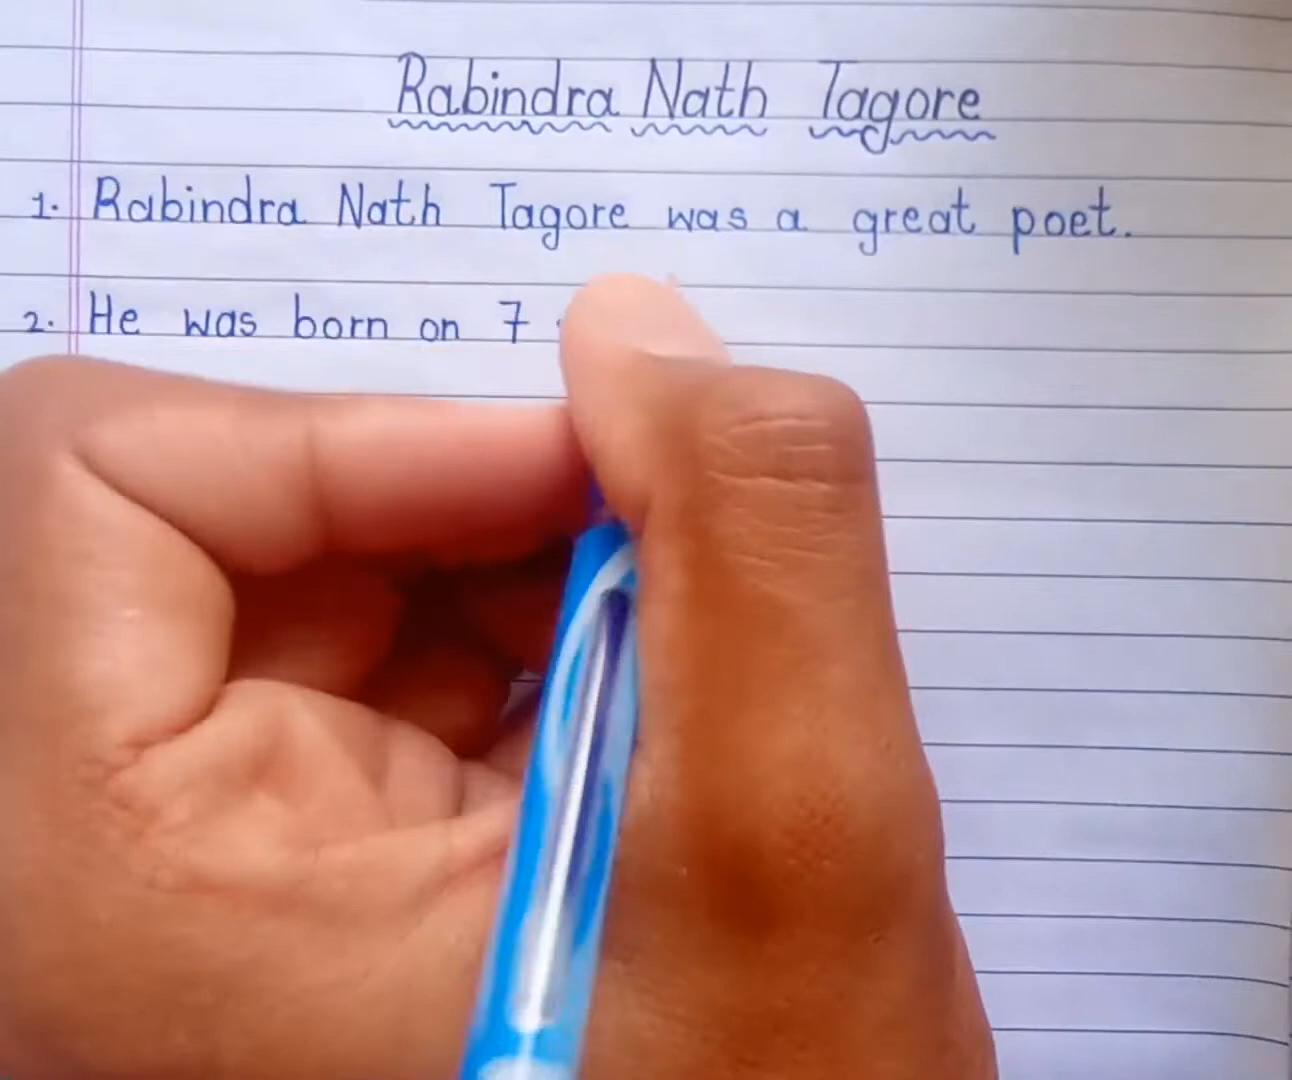 Rabindra Nath Tagore
1. Rabindra Nath Tagore was a great poet.
2. He was born on 7